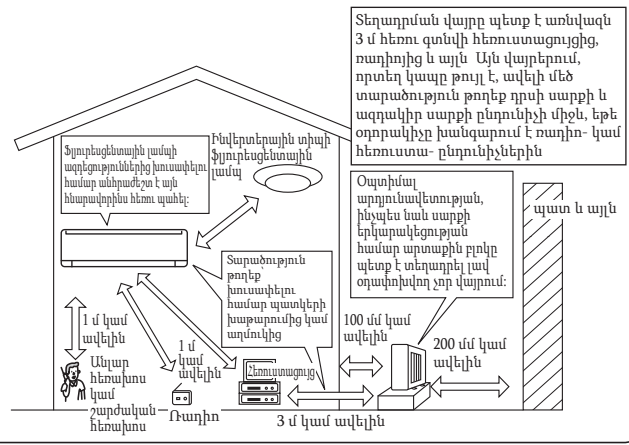 Տեղադրման վայրը պետք է առնվազն
3 մ հեռու գտնվի հեռուստացույցից,
ռադիոյից և այլն  Այն վայրերում,
որտեղ կապը թույլ է, ավելի մեծ
տարածություն թողեք դրսի սարքի և
ազդակիր սարքի ընդունիչի միջև, եթե
օդորակիչը խանգարում է ռադիո- կամ
հեռուստա- ընդունիչներին
Ֆլյուրեսցենտային լամպի
ազդեցություններից խուսափելու
համար անհրաժեշտ է այն
հնարավորինս հեռու պահել:
Ինվերտերային տիպի
ֆլյուրեսցենտային
լամպ
Օպտիմալ
արդյունավետության,
ինչպես նաև սարքի
երկարակեցության
համար արտաքին բլոկը
պետք է տեղադրել լավ
օդափոխվող չոր վայրում:
պատ և այլն
Տարածություն
թողեք
խուսափելու
համար պատկերի
խաթարումից կամ
աղմուկից
1 մ կամ
ավելին
1 մ
կամ
ավելին
100 մմ կամ
ավելին
200 մմ կամ
ավելին
Անլար
հեռախոս
կամ
շարժական
հեռախոս
Ռադիո
Հեռուստացույց
3 մ կամ ավելին